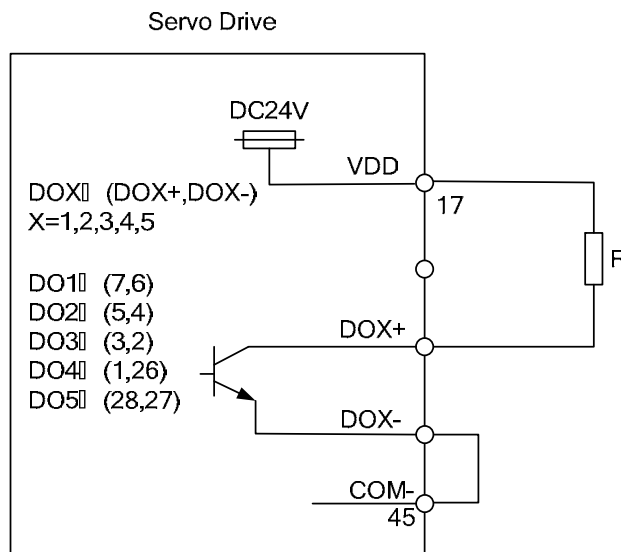 Servo Drive
DC24V
VDD
17
DOX▯ (DOX+,DOX-)
X=1,2,3,4,5
R
DO1▯ (7,6)
DO2▯ (5,4)
DO3▯ (3,2)
DO4▯ (1,26)
DO5▯ (28,27)
DOX+
DOX-
COM-
45